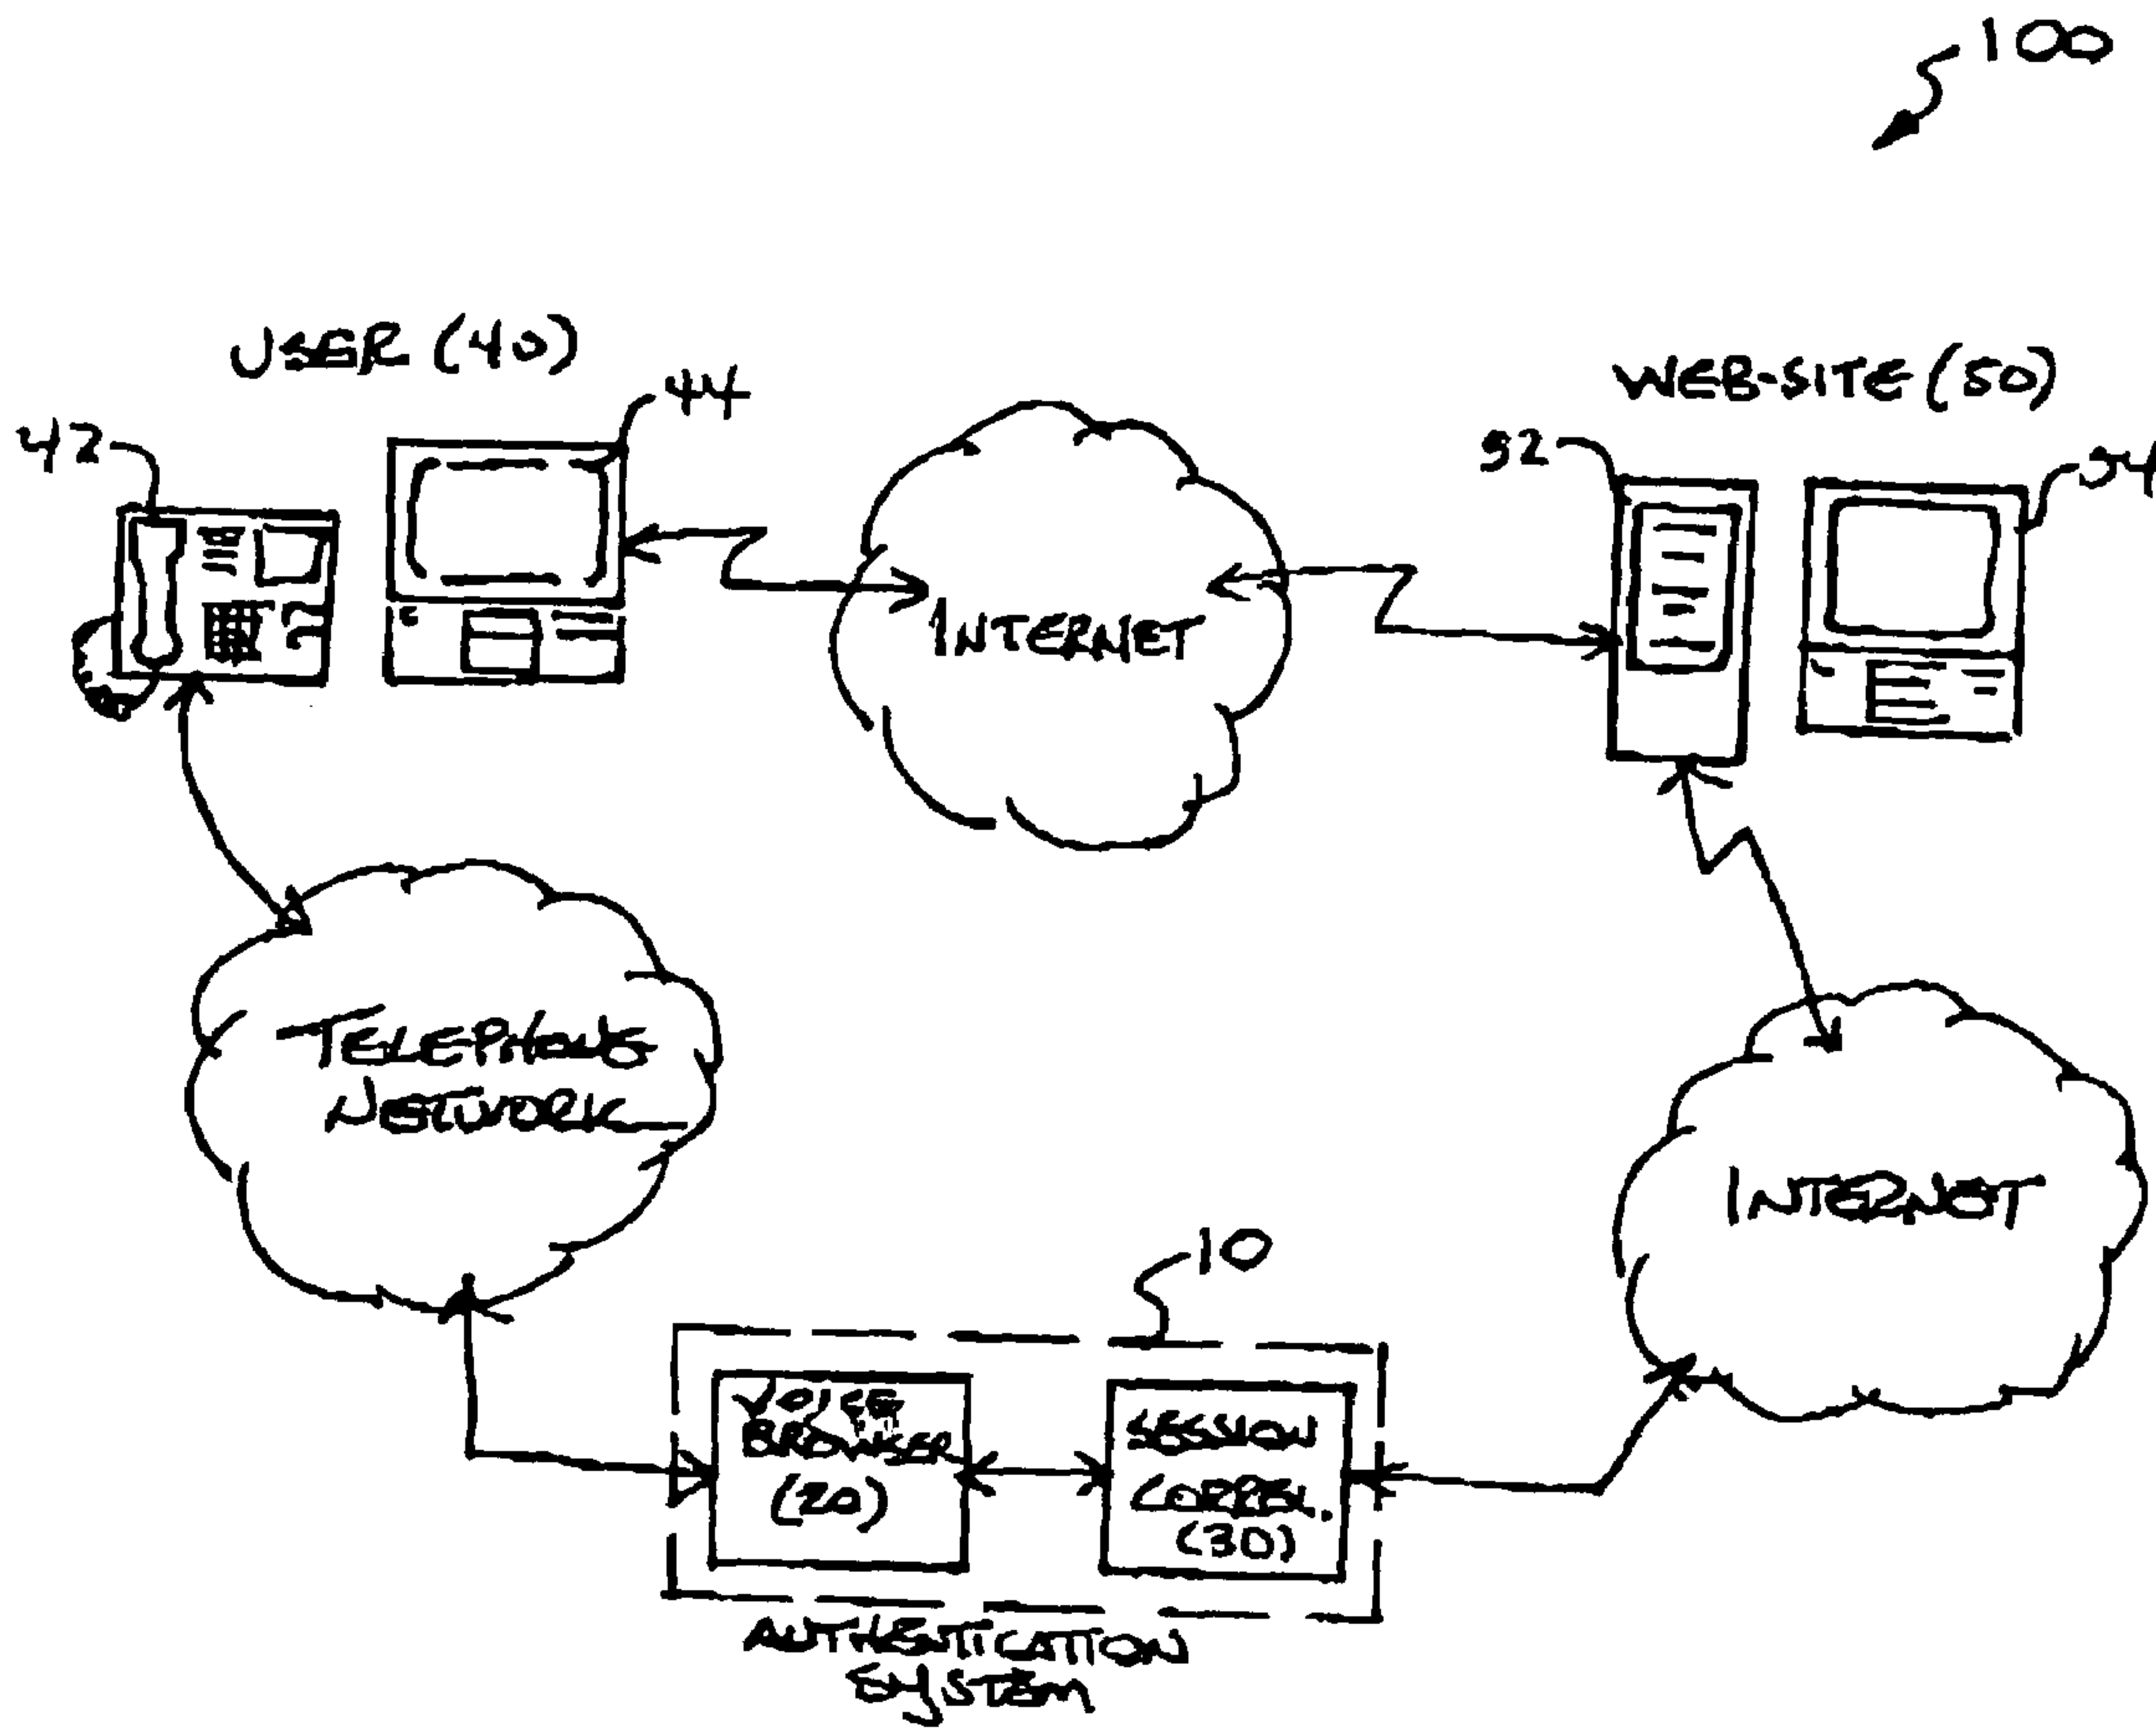 100
USER (40)
44
WEB-SITE (50)
42
52
54
INTERNET
TELEPHONE
NETWORK
INTERNET
10
VOICE
BROWSER
(20)
SESSION
CORREL.
(30)
AUTHENTICATION
SYSTEM